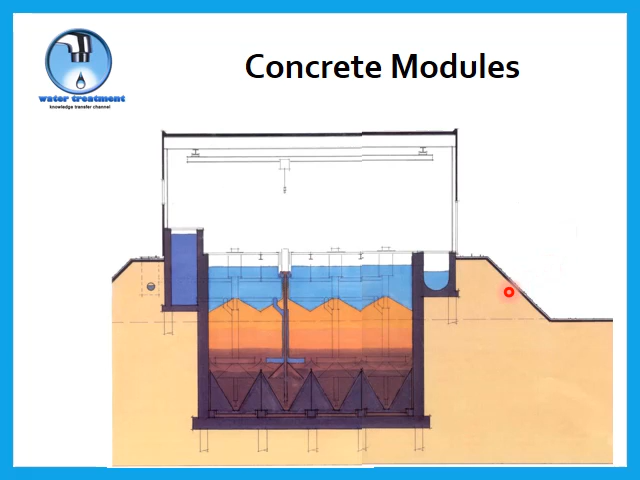 Concrete Modules
water treatment
knowledge transfer channel